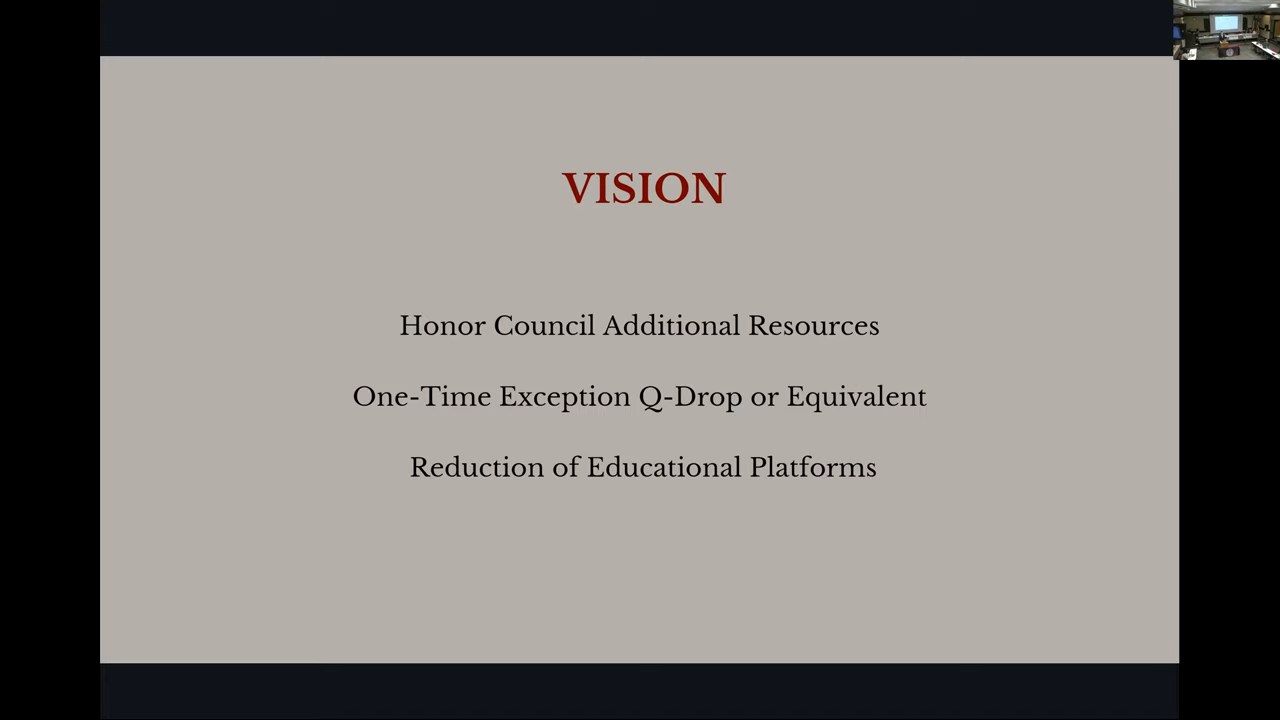 VISION
Honor Council Additional Resources
One-Time Exception Q-Drop or Equivalent
Reduction of Educational Platforms